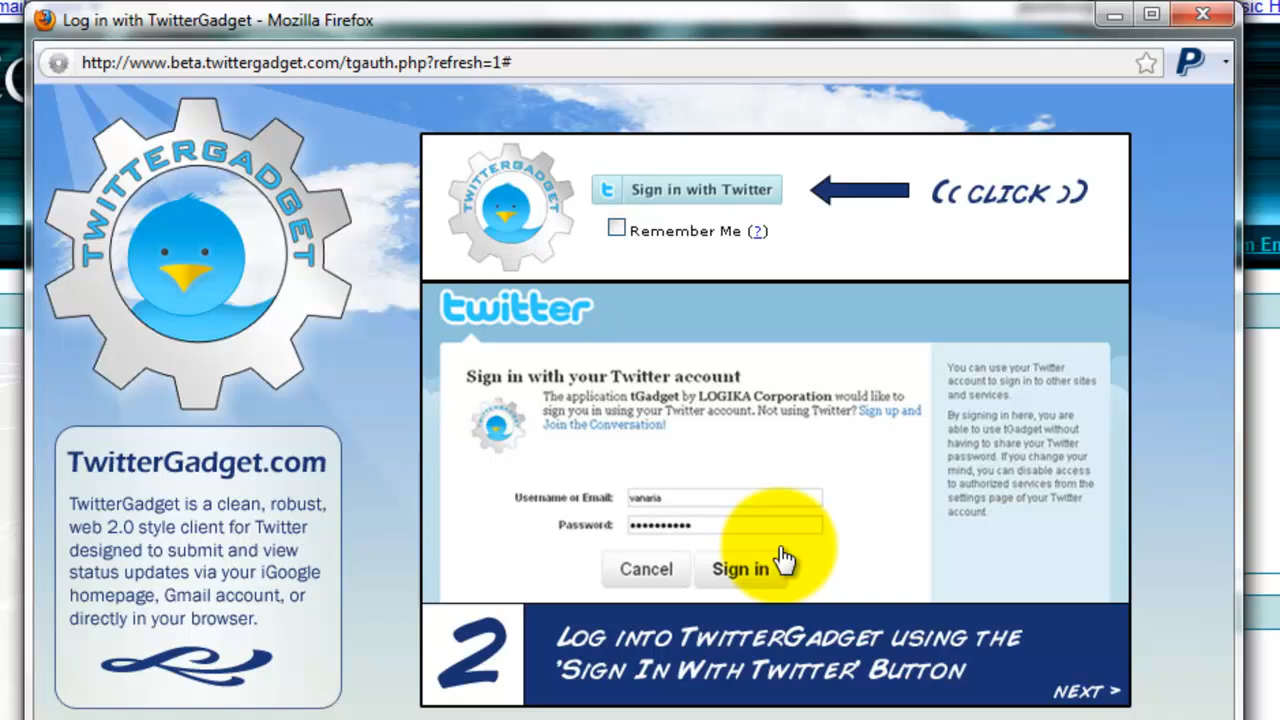 Log in with TwitterGadget - Mozilla Firefox
http://www.beta.twittergadget.com/tgauth.php?refresh=1#
TWITTERGADGET
TWITTERGADGET
t Sign in with Twitter
(( CLICK ))
Remember Me (?)
twitter
Sign in with your Twitter account
The application tGadget by LOGIKA Corporation would like to
sign you in using your Twitter account. Not using Twitter? Sign up and
Join the Conversation!
Username or Email: vanaria
Password: ••••••••••
Cancel Sign in
You can use your Twitter
account to sign in to other sites
and services.
By signing in here, you are
able to use tGadget without
having to share your Twitter
password. If you change your
mind, you can disable access
to authorized services from the
settings page of your Twitter
account.
TwitterGadget.com
TwitterGadget is a clean, robust,
web 2.0 style client for Twitter
designed to submit and view
status updates via your iGoogle
homepage, Gmail account, or
directly in your browser.
2
LOG INTO TWITTERGADGET USING THE
'SIGN IN WITH TWITTER' BUTTON
NEXT >